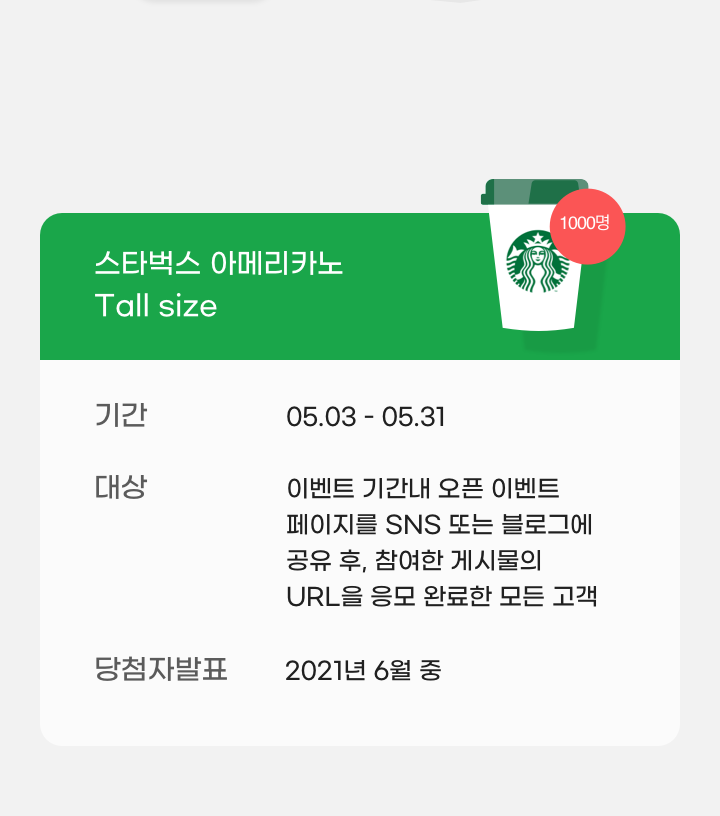 1000명
스타벅스 아메리카노
Tall size
기간
05.03 - 05.31
대상
이벤트 기간내 오픈 이벤트
페이지를 SNS 또는 블로그에
공유 후, 참여한 게시물의
URL을 응모 완료한 모든 고객
당첨자발표
2021년 6월 중